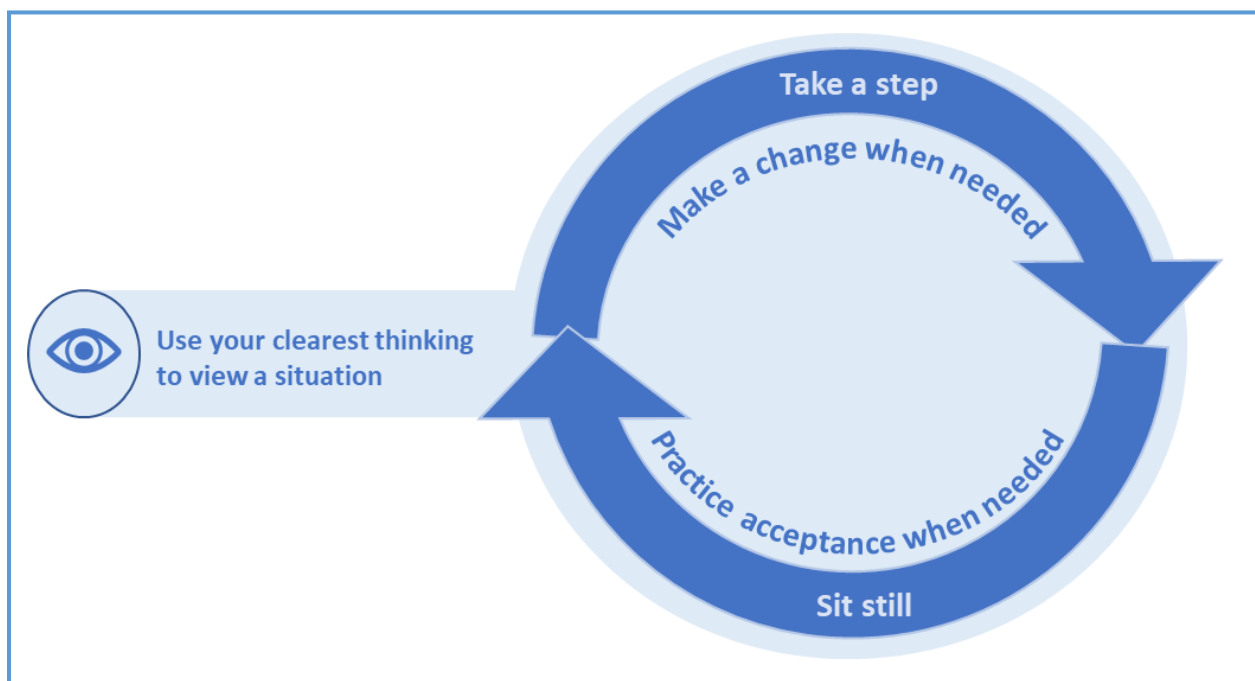 Take a step
Make a change when needed
Use your clearest thinking
to view a situation
Practice acceptance when needed
Sit still